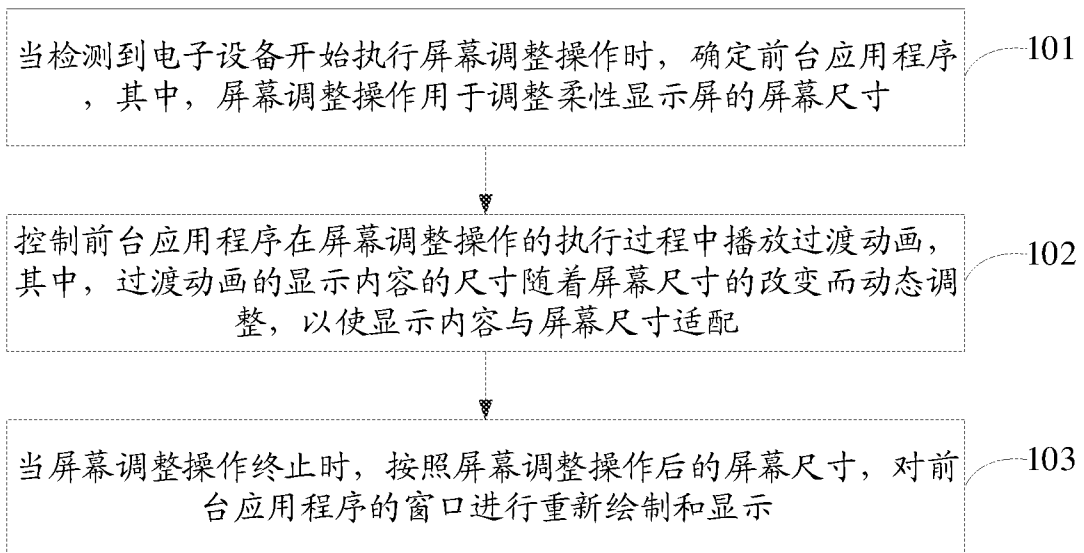 当检测到电子设备开始执行屏幕调整操作时，确定前台应用程序
，其中，屏幕调整操作用于调整柔性显示屏的屏幕尺寸
101
控制前台应用程序在屏幕调整操作的执行过程中播放过渡动画，
其中，过渡动画的显示内容的尺寸随着屏幕尺寸的改变而动态调
整，以使显示内容与屏幕尺寸适配
102
当屏幕调整操作终止时，按照屏幕调整操作后的屏幕尺寸，对前
台应用程序的窗口进行重新绘制和显示
103